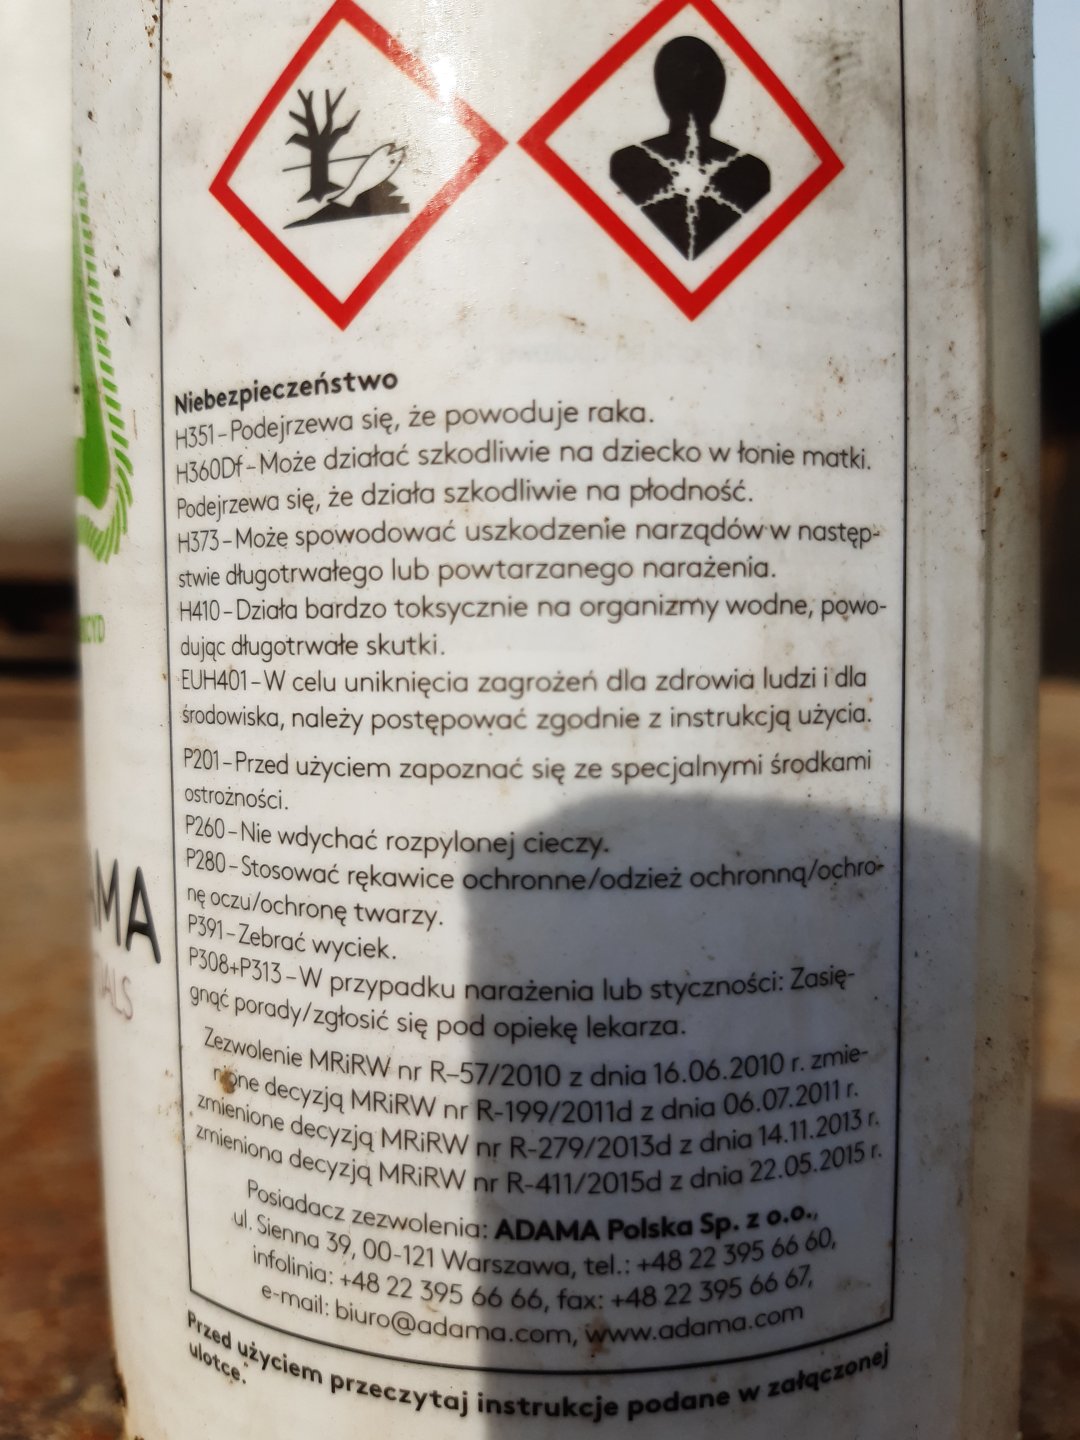 Niebezpieczeństwo
H351-Podejrzewa się, że powoduje raka.
H360Df-Może działać szkodliwie na dziecko w łonie matki.
Podejrzewa się, że działa szkodliwie na płodność.
H373-Może spowodować uszkodzenie narządów w następ-
stwie długotrwałego lub powtarzanego narażenia.
H410-Działa bardzo toksycznie na organizmy wodne, powo-
dując długotrwałe skutki.
EUH401-W celu uniknięcia zagrożeń dla zdrowia ludzi i dla
środowiska, należy postępować zgodnie z instrukcją użycia.
P201-Przed użyciem zapoznać się ze specjalnymi środkami
ostrożności.
P260-Nie wdychać rozpylonej cieczy.
P280-Stosować rękawice ochronne/odzież ochronną/ochro-
nę oczu/ochronę twarzy.
P391-Zebrać wyciek.
P308+P313-W przypadku narażenia lub styczności: Zasię-
gnąć porady/zgłosić się pod opiekę lekarza.
Zezwolenie MRiRW nr R-57/2010 z dnia 16.06.2010 r. zmie-
nione decyzją MRiRW nr R-199/2011d z dnia 06.07.2011 r.
zmienione decyzją MRiRW nr R-279/2013d z dnia 14.11.2013 r.
zmieniona decyzją MRiRW nr R-411/2015d z dnia 22.05.2015 r.
Posiadacz zezwolenia: ADAMA Polska Sp. z o.o.,
ul. Sienna 39, 00-121 Warszawa, tel.: +48 22 395 66 60,
infolinia: +48 22 395 66 66, fax: +48 22 395 66 67,
e-mail: biuro@adama.com, www.adama.com
Przed użyciem przeczytaj instrukcje podane w załączonej
ulotce.
AMA